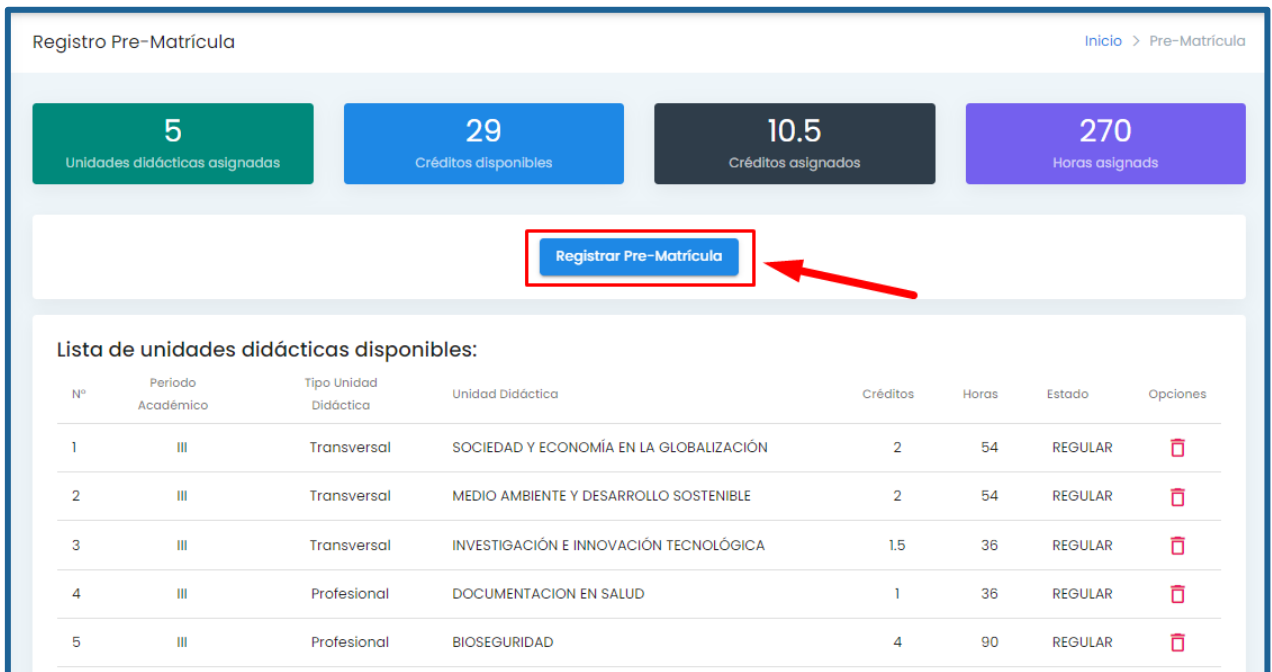 Registro Pre-Matrícula
Inicio > Pre-Matrícula
5
Unidades didácticas asignadas
29
Créditos disponibles
10.5
Créditos asignados
270
Horas asignads
Registrar Pre-Matrícula
Lista de unidades didácticas disponibles:
N° Periodo Académico Tipo Unidad Didáctica Unidad Didáctica Créditos Horas Estado Opciones
1 III Transversal SOCIEDAD Y ECONOMÍA EN LA GLOBALIZACIÓN 2 54 REGULAR
2 III Transversal MEDIO AMBIENTE Y DESARROLLO SOSTENIBLE 2 54 REGULAR
3 III Transversal INVESTIGACIÓN E INNOVACIÓN TECNOLÓGICA 1.5 36 REGULAR
4 III Profesional DOCUMENTACION EN SALUD 1 36 REGULAR
5 III Profesional BIOSEGURIDAD 4 90 REGULAR